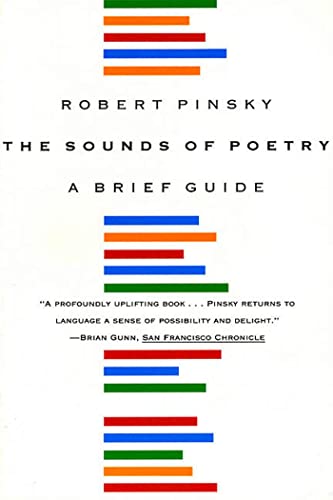 ROBERT PINSKY
THE SOUNDS OF POETRY
A BRIEF GUIDE
“A PROFOUNDLY UPLIFTING BOOK . . . PINSKY RETURNS TO
LANGUAGE A SENSE OF POSSIBILITY AND DELIGHT.”
—BRIAN GUNN, SAN FRANCISCO CHRONICLE